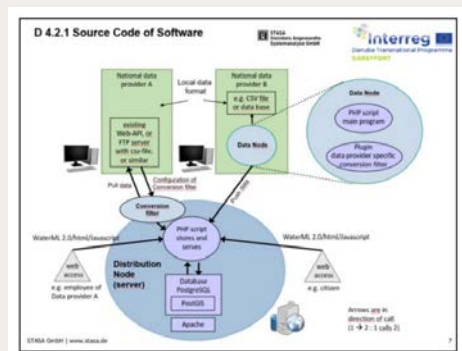 D 4.2.1 Source Code of Software
STASA
Steinbeis Angewandte
Systemanalyse GmbH
Interreg
Danube Transnational Programme
DAREFFORT
National data
provider A
Local data
format
National data
provider B
e.g. CSV file
or data base
Data Node
PHP script
main program
Plugin
data provider specific
conversion filter
existing
Web-API, or
FTP server
with csv-file,
or similar
Data Node
Pull data
Configuration of
Conversion filter
Push data
Conversion
filter
WaterML 2.0/html/Javascript
PHP script
stores and
serves
WaterML 2.0/html/Javascript
web
access
e.g. employee of
Data provider A
Distribution
Node
(server)
Database
PostgreSQL
PostGIS
Apache
web
access
e.g. citizen
Arrows are in
direction of call
(1 → 2 : 1 calls 2)
STASA GmbH | www.stasa.de
7